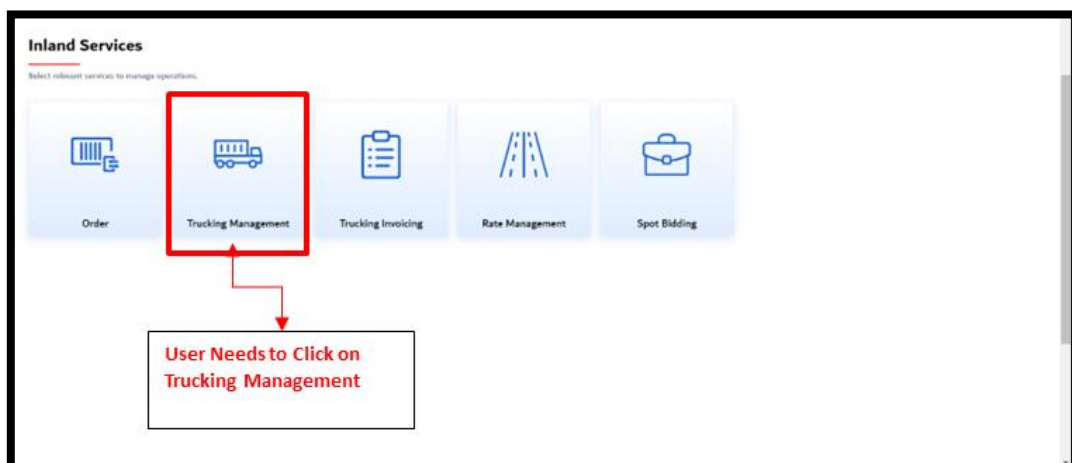 Inland Services
Select relevant services to manage operations.
Order
Trucking Management
Trucking Invoicing
Rate Management
Spot Bidding
User Needs to Click on
Trucking Management